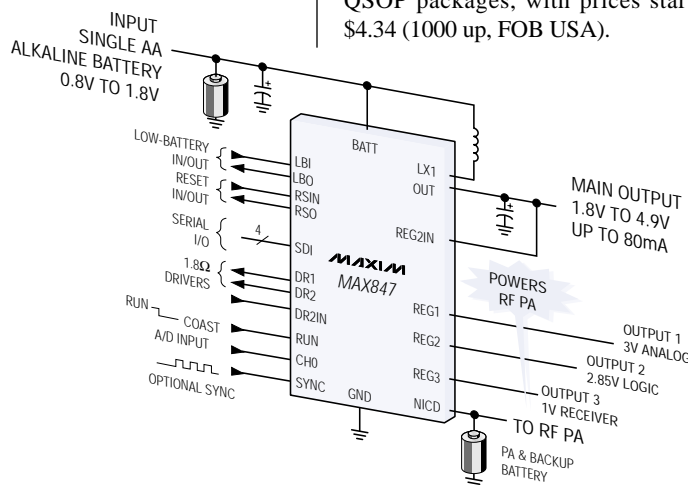 QSOP packages, with prices star
$4.34 (1000 up, FOB USA).
INPUT
SINGLE AA
ALKALINE BATTERY
0.8V TO 1.8V
+
BATT
LX1
OUT
+
MAIN OUTPUT
1.8V TO 4.9V
UP TO 80mA
REG2IN
LOW-BATTERY
IN/OUT
LBI
LBO
RESET
IN/OUT
RSIN
RSO
SERIAL
I/O
4
SDI
1.8Ω
DRIVERS
DR1
DR2
DR2IN
RUN
COAST
RUN
A/D INPUT
CH0
OPTIONAL SYNC
SYNC
MAXIM
MAX847
POWERS
RF PA
REG1
OUTPUT 1
3V ANALOG
REG2
OUTPUT 2
2.85V LOGIC
REG3
OUTPUT 3
1V RECEIVER
GND
NICD
TO RF PA
PA & BACKUP
BATTERY